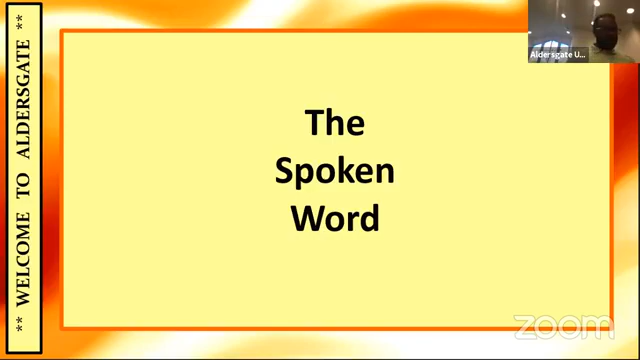 ** WELCOME TO ALDERSGATE **
The
Spoken
Word
Aldersgate U...
zoom